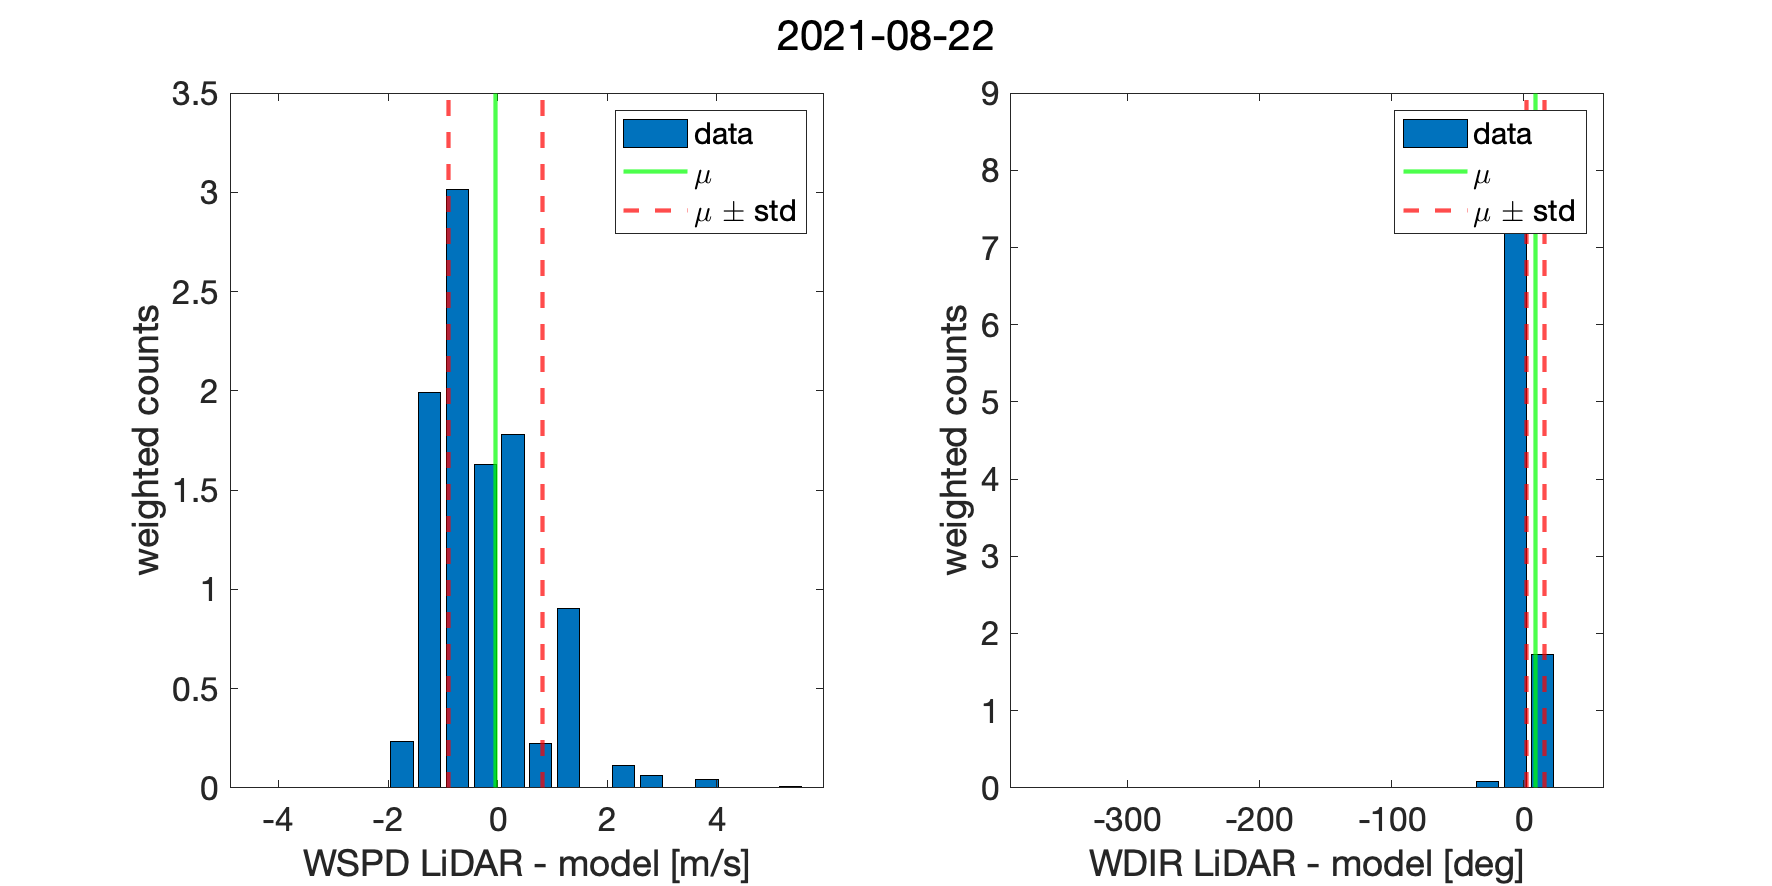 2021-08-22
3.5
3
2.5
2
1.5
1
0.5
0
weighted counts
-4 -2 0 2 4
WSPD LiDAR - model [m/s]
data
μ
μ ± std
9
8
7
6
5
4
3
2
1
0
weighted counts
-300 -200 -100 0
WDIR LiDAR - model [deg]
data
μ
μ ± std